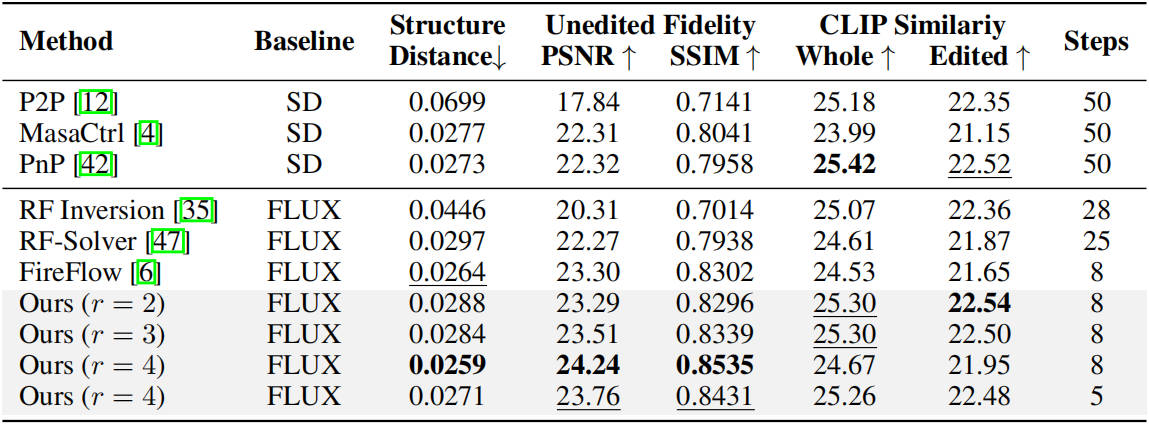 Method Baseline Structure Distance↓ Unedited Fidelity PSNR ↑ SSIM ↑ CLIP Similariy Whole ↑ Edited ↑ Steps
P2P [12] SD 0.0699 17.84 0.7141 25.18 22.35 50
MasaCtrl [4] SD 0.0277 22.31 0.8041 23.99 21.15 50
PnP [42] SD 0.0273 22.32 0.7958 25.42 22.52 50
RF Inversion [35] FLUX 0.0446 20.31 0.7014 25.07 22.36 28
RF-Solver [47] FLUX 0.0297 22.27 0.7938 24.61 21.87 25
FireFlow [6] FLUX 0.0264 23.30 0.8302 24.53 21.65 8
Ours (r = 2) FLUX 0.0288 23.29 0.8296 25.30 22.54 8
Ours (r = 3) FLUX 0.0284 23.51 0.8339 25.30 22.50 8
Ours (r = 4) FLUX 0.0259 24.24 0.8535 24.67 21.95 8
Ours (r = 4) FLUX 0.0271 23.76 0.8431 25.26 22.48 5